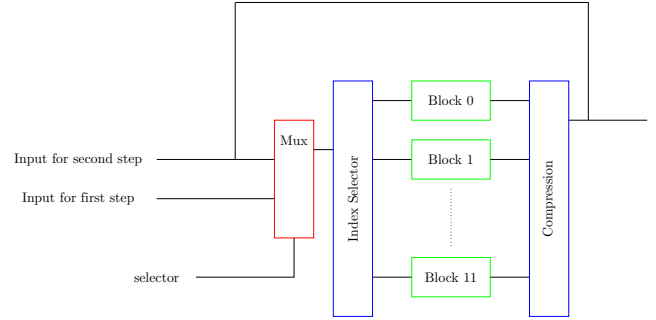 Block 0
Mux
Input for second step
Block 1
Index Selector
Compression
Input for first step
selector
Block 11